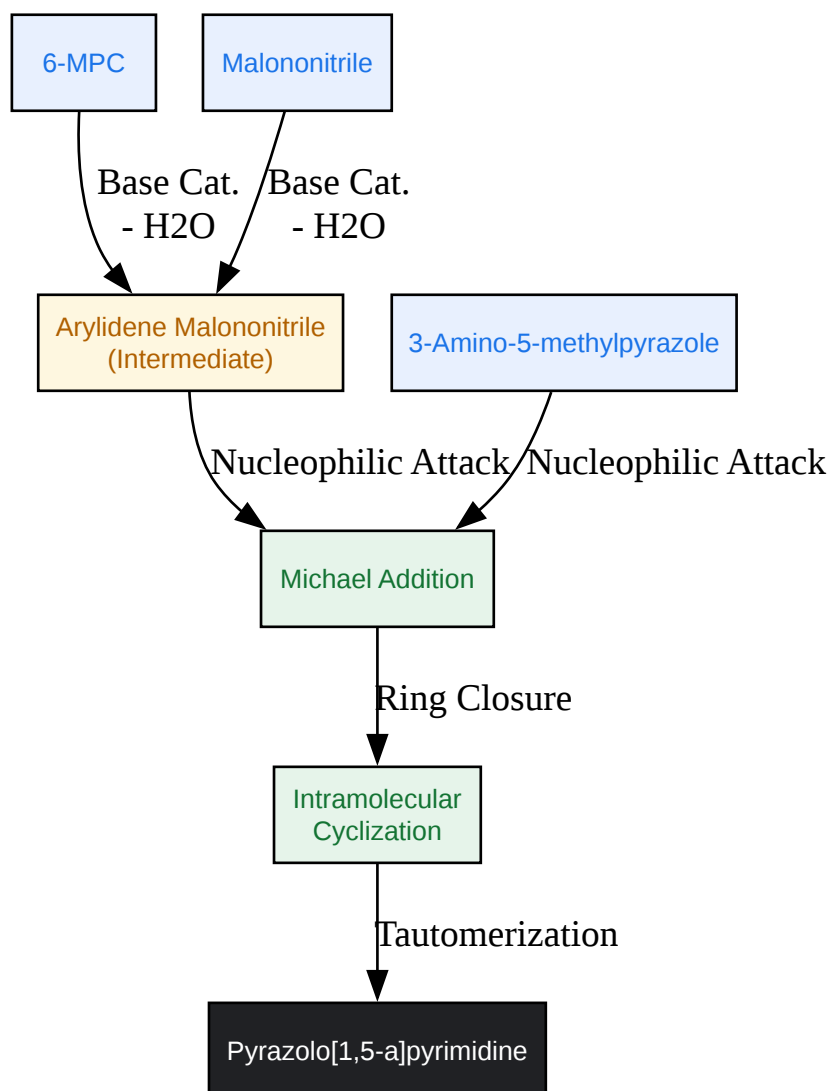 6-MPC
Malononitrile
Base Cat.
- H2O
Base Cat.
- H2O
Arylidene Malononitrile
(Intermediate)
3-Amino-5-methylpyrazole
Nucleophilic Attack
Nucleophilic Attack
Michael Addition
Ring Closure
Intramolecular
Cyclization
Tautomerization
Pyrazolo[1,5-a]pyrimidine